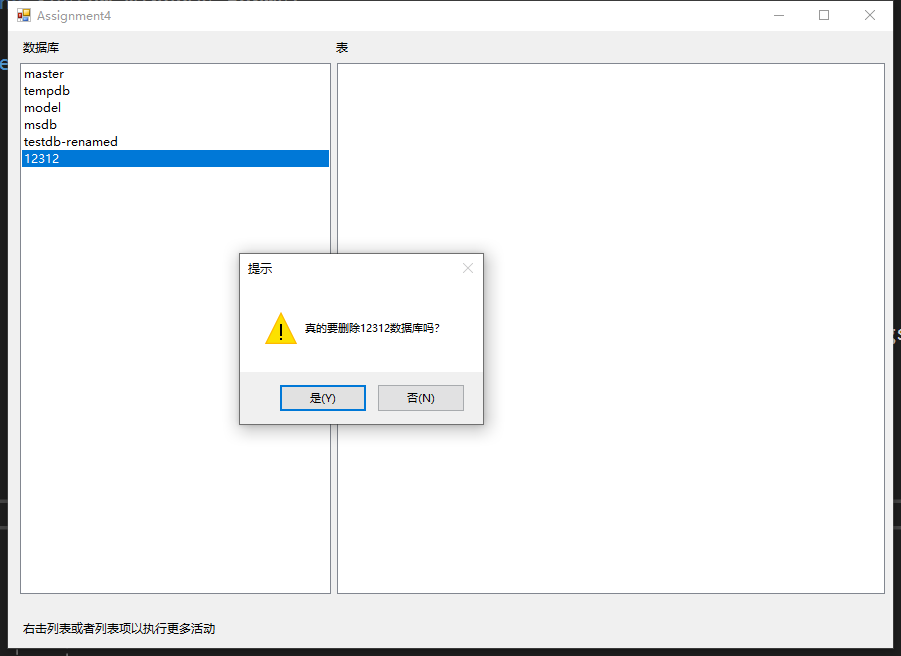 Assignment4
数据库
表
master
tempdb
model
msdb
testdb-renamed
12312
提示
真的要删除12312数据库吗?
是(Y)
否(N)
右击列表或者列表项以执行更多活动